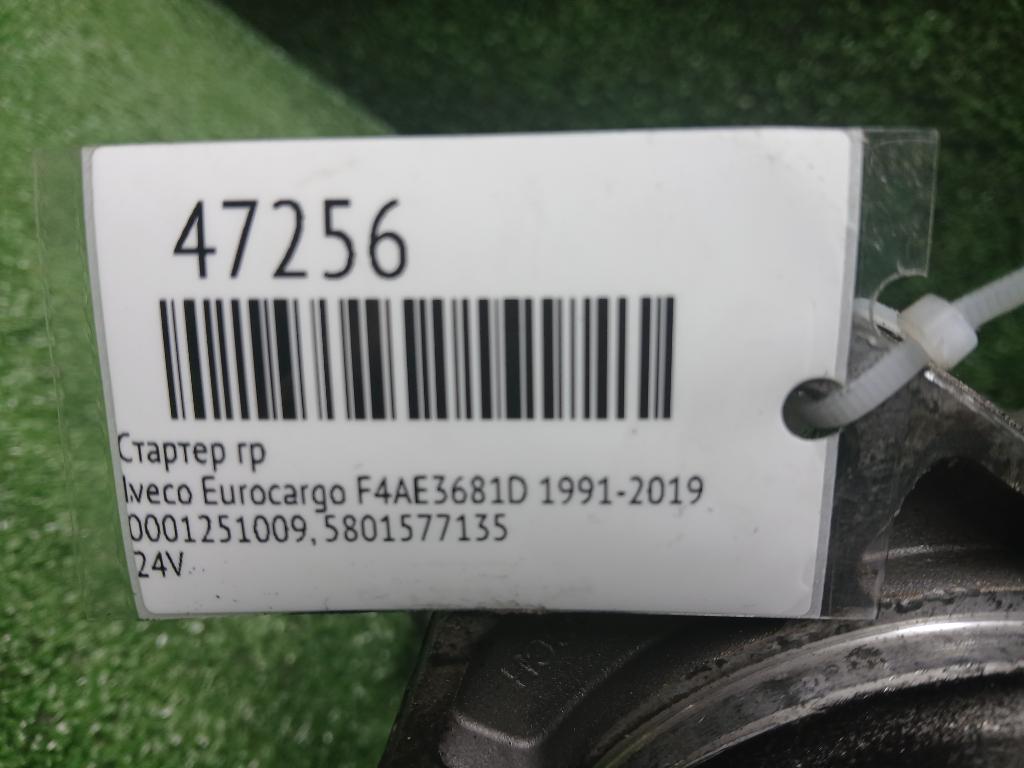 47256
Стартер гр
Iveco Eurocargo F4AE3681D 1991-2019
0001251009, 5801577135
24V